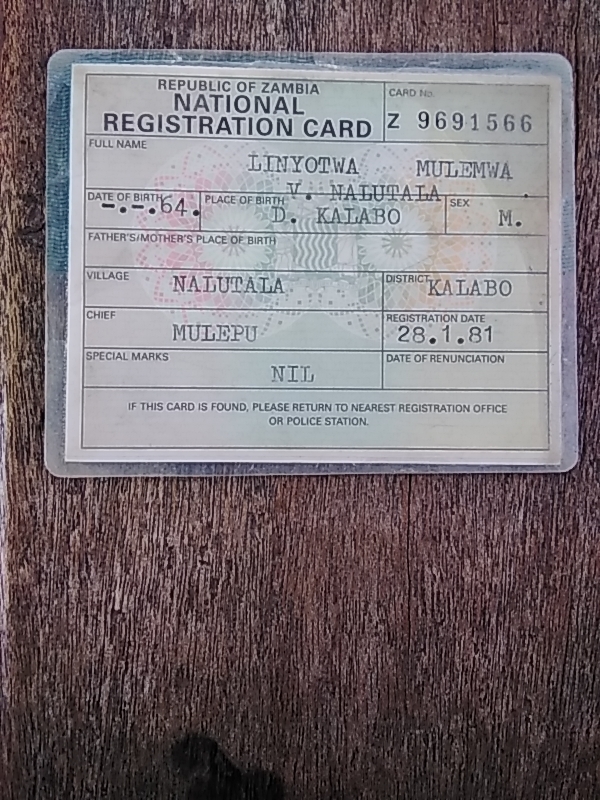 REPUBLIC OF ZAMBIA
NATIONAL
REGISTRATION CARD
CARD No.
Z 9691566
FULL NAME
LINYOTWA MULEMWA
DATE OF BIRTH
-.-.64.
PLACE OF BIRTH
V. NALUTALA
D. KALABO
SEX
M.
FATHER'S/MOTHER'S PLACE OF BIRTH
VILLAGE
NALUTALA
DISTRICT
KALABO
CHIEF
MULEPU
REGISTRATION DATE
28.1.81
SPECIAL MARKS
NIL
DATE OF RENUNCIATION
IF THIS CARD IS FOUND, PLEASE RETURN TO NEAREST REGISTRATION OFFICE
OR POLICE STATION.